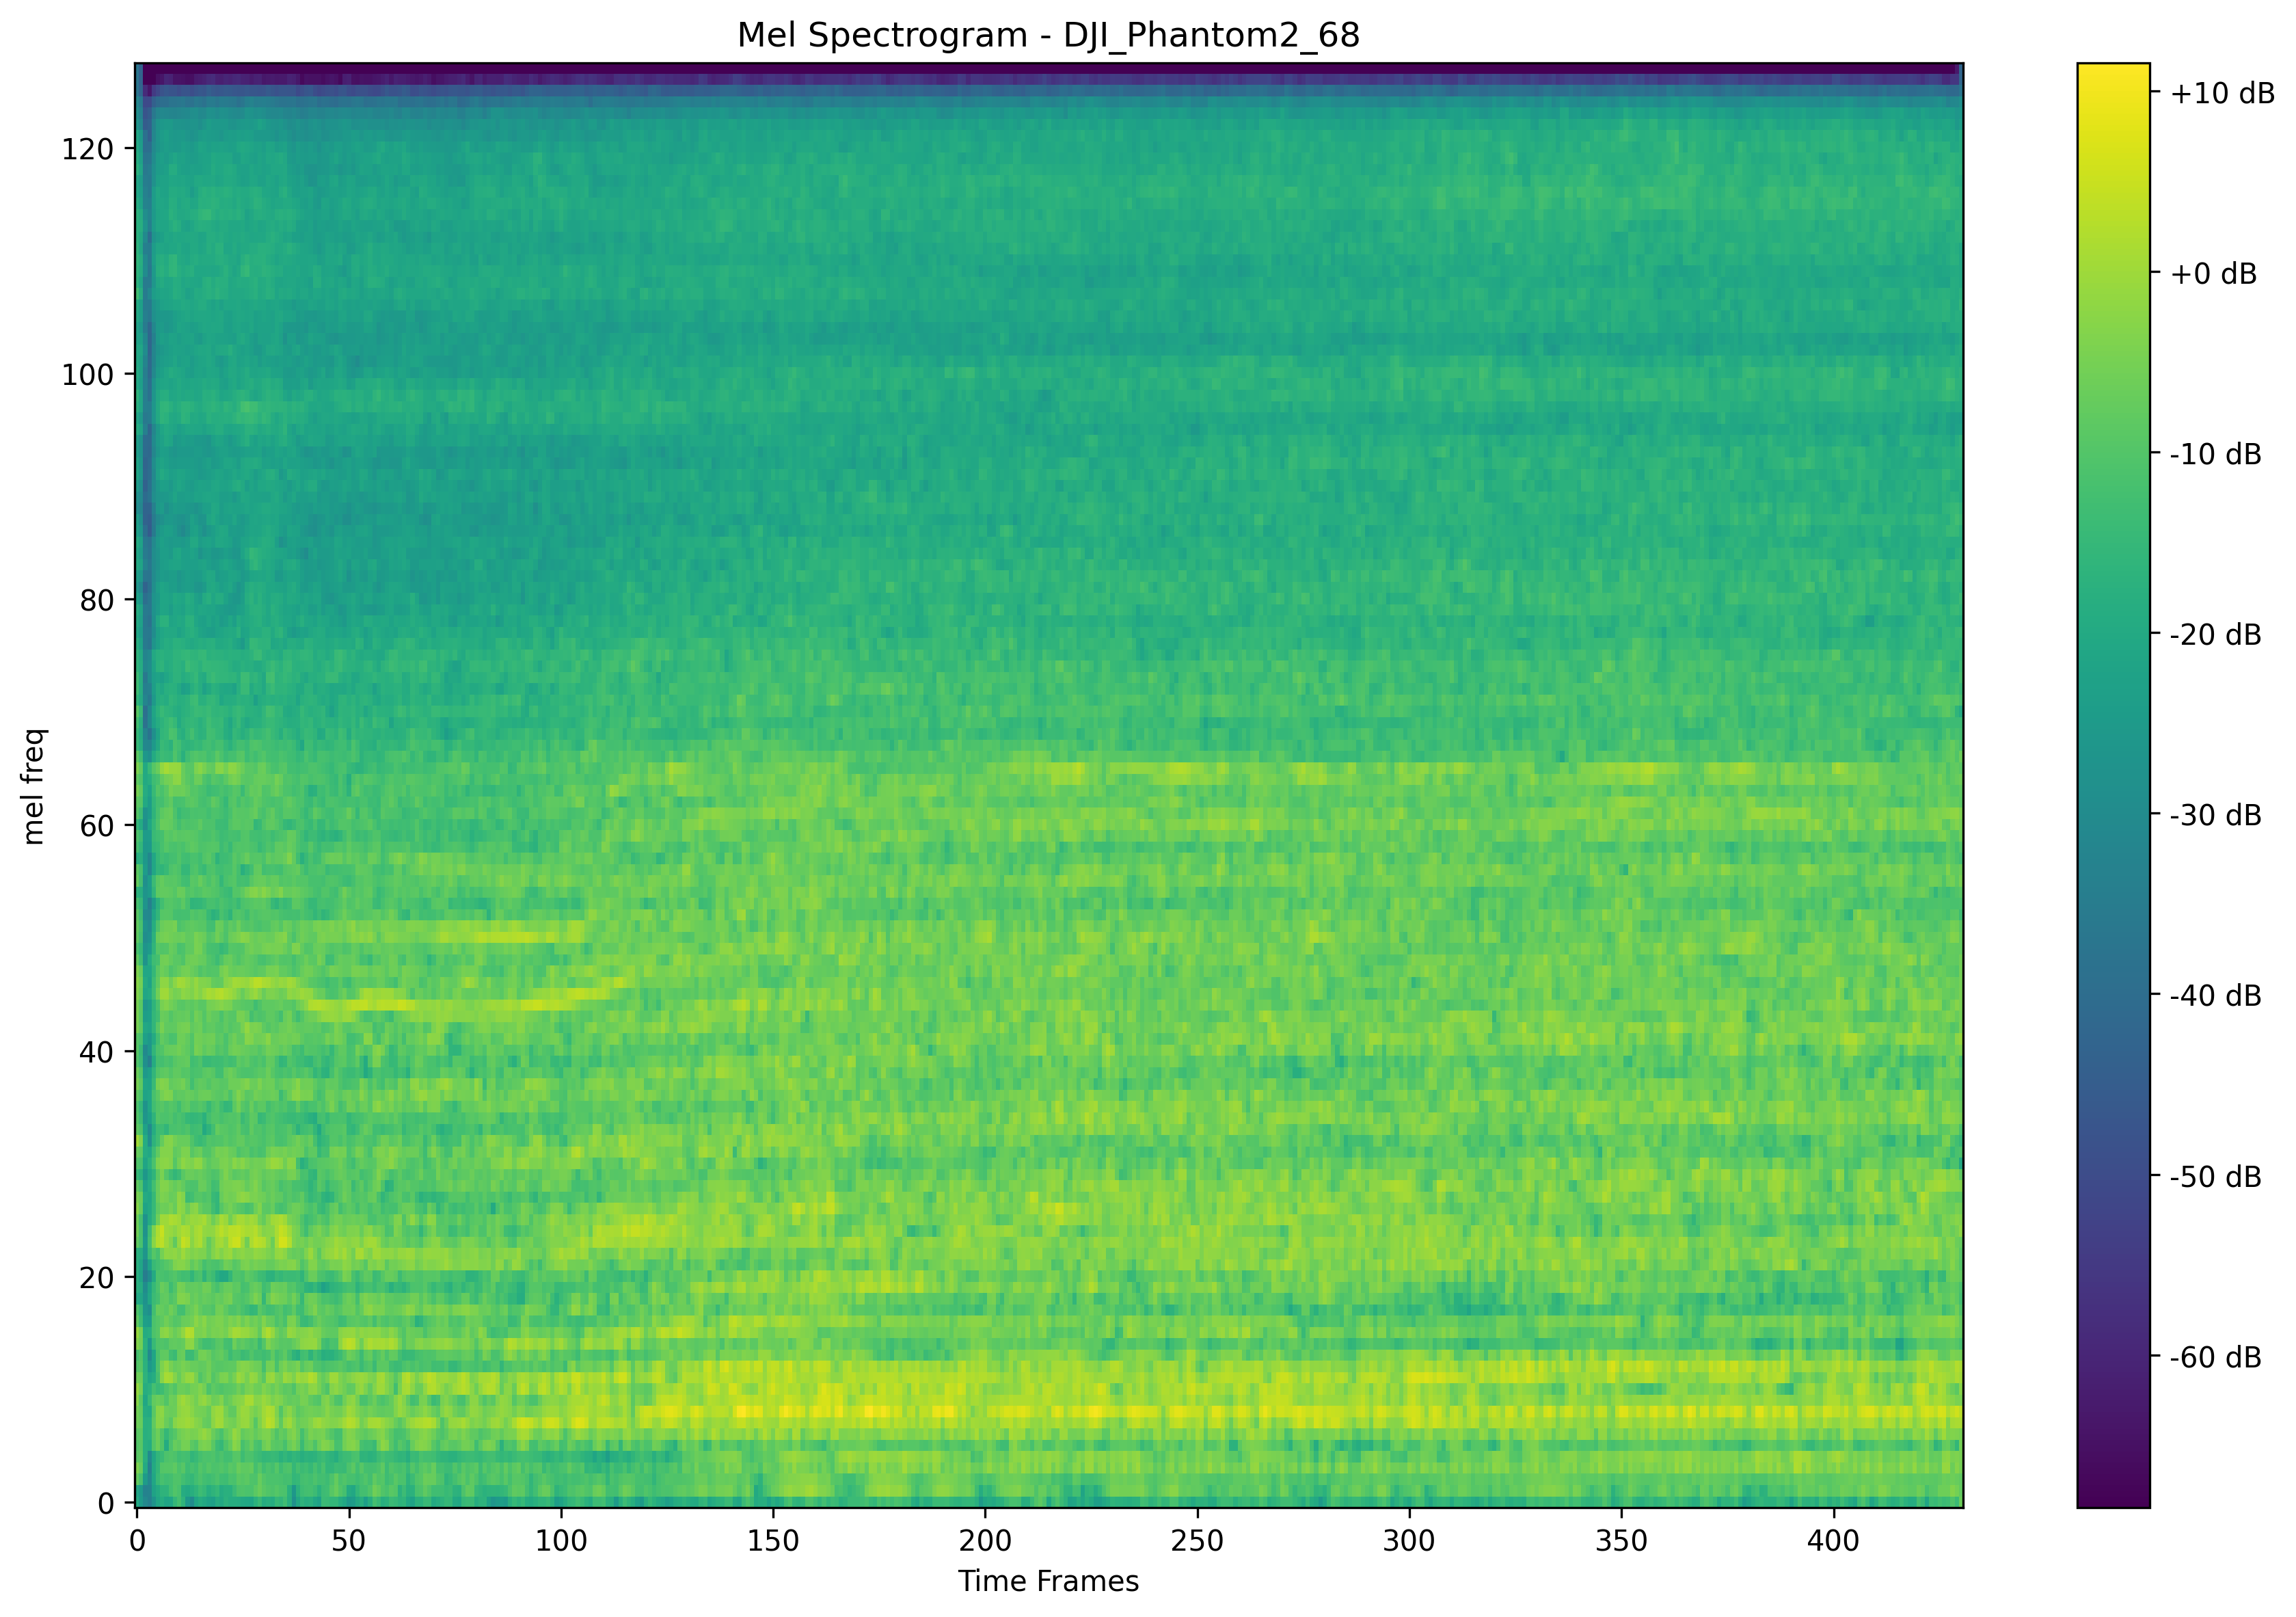 Mel Spectrogram - DJI_Phantom2_68
mel freq
120
100
80
60
40
20
0
0 50 100 150 200 250 300 350 400
Time Frames
+10 dB
+0 dB
-10 dB
-20 dB
-30 dB
-40 dB
-50 dB
-60 dB